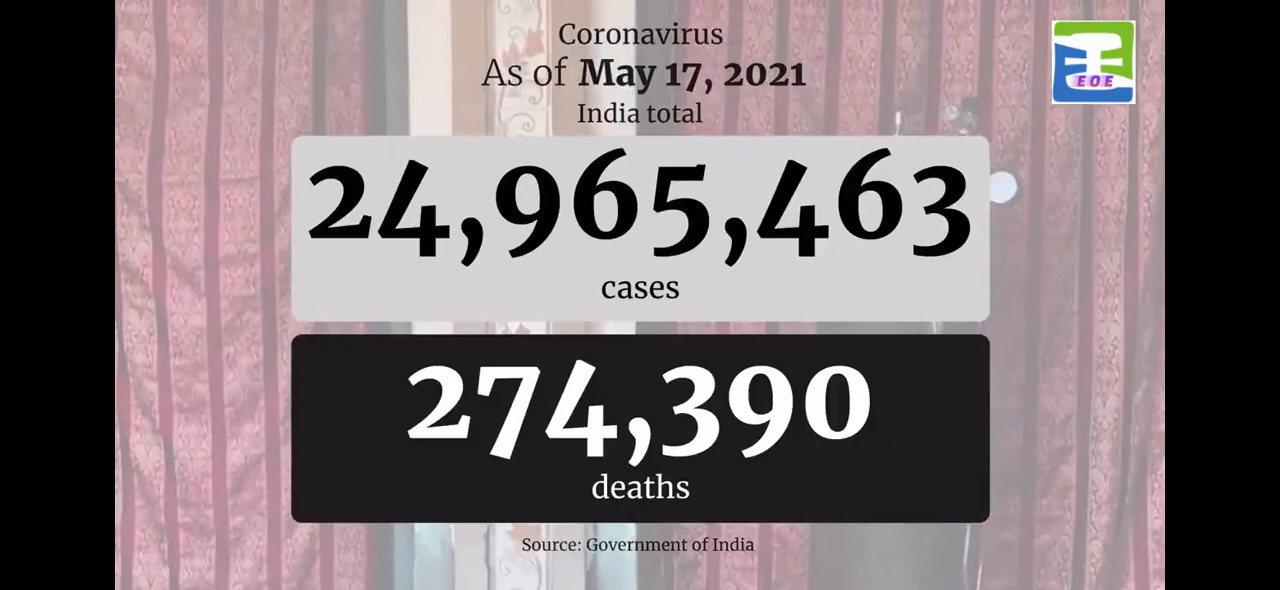 Coronavirus
As of May 17, 2021
India total
24,965,463
cases
274,390
deaths
Source: Government of India
EOE